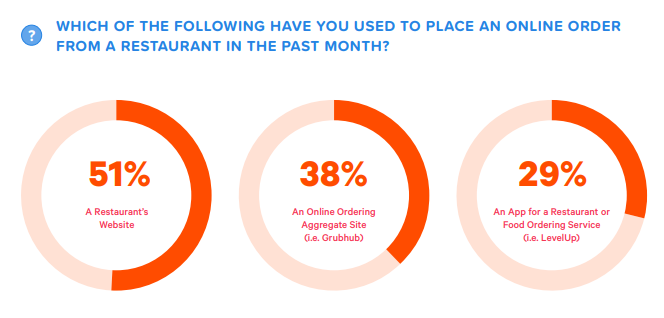 ?
WHICH OF THE FOLLOWING HAVE YOU USED TO PLACE AN ONLINE ORDER
FROM A RESTAURANT IN THE PAST MONTH?
51%
A Restaurant's
Website
38%
An Online Ordering
Aggregate Site
(i.e. Grubhub)
29%
An App for a Restaurant or
Food Ordering Service
(i.e. LevelUp)